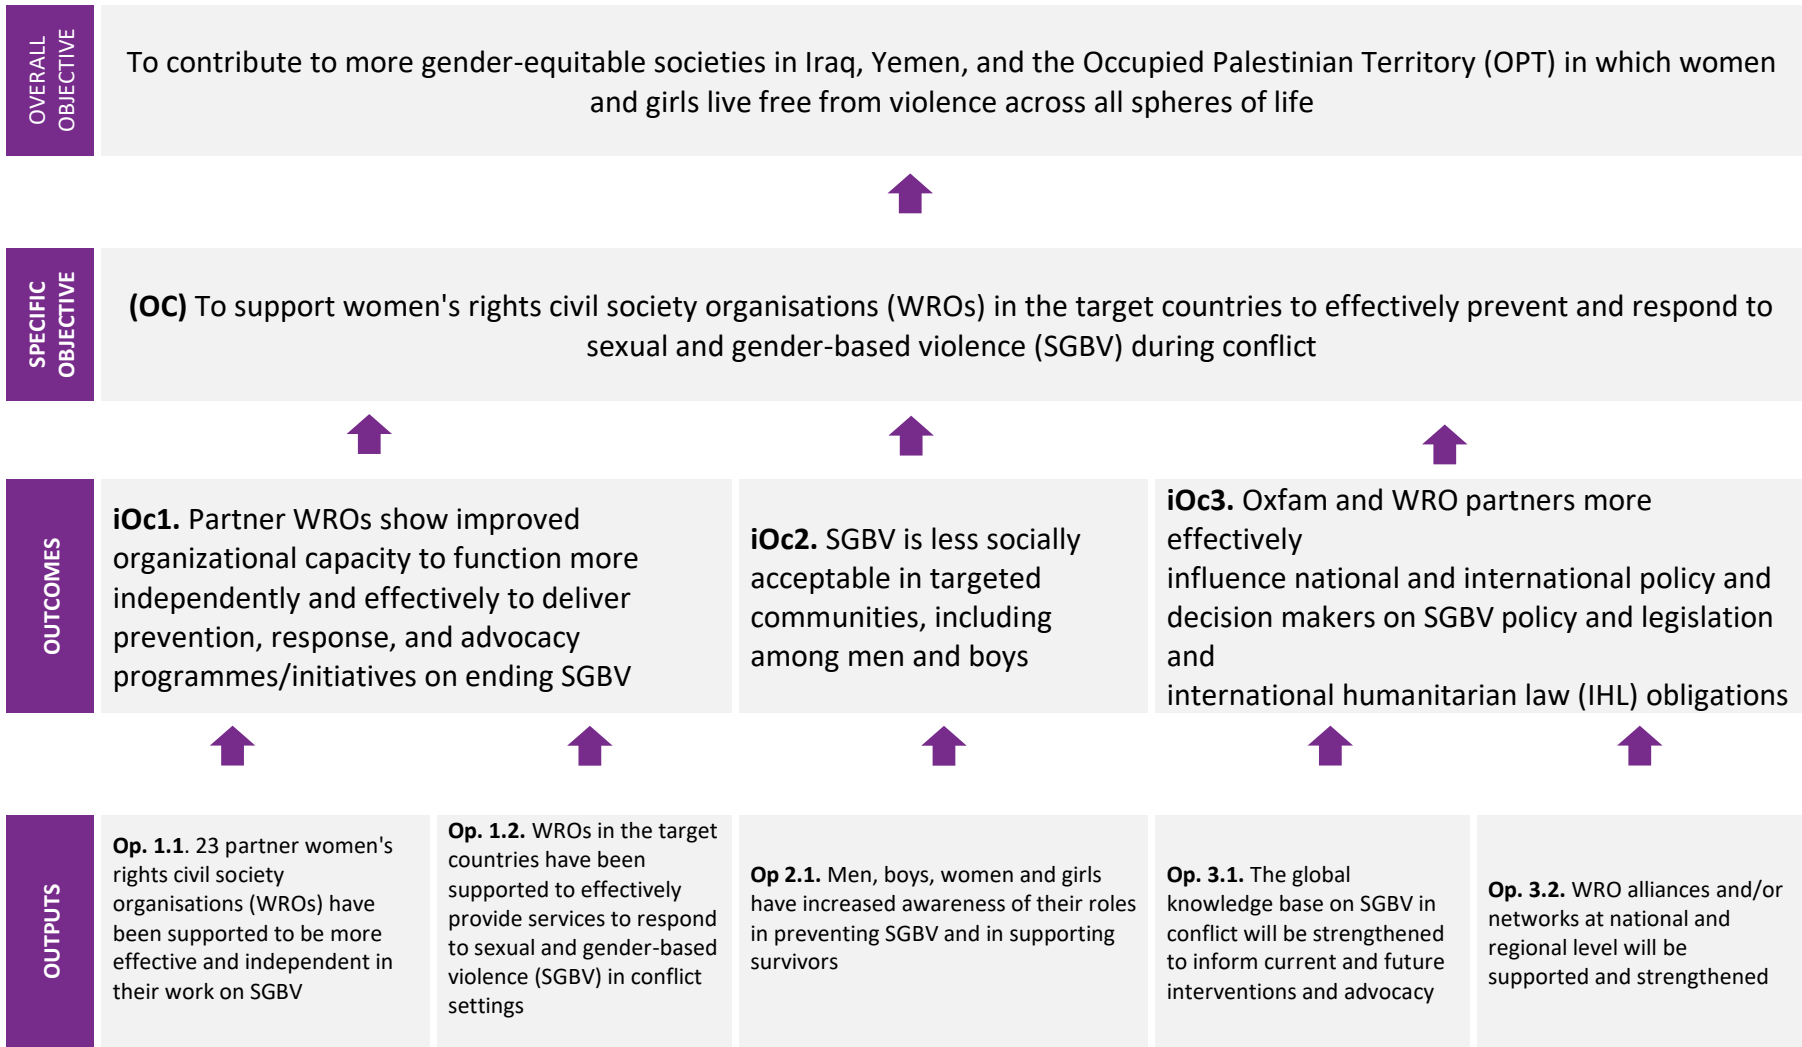 OVERALL
OBJECTIVE
To contribute to more gender-equitable societies in Iraq, Yemen, and the Occupied Palestinian Territory (OPT) in which women
and girls live free from violence across all spheres of life
SPECIFIC
OBJECTIVE
(OC) To support women's rights civil society organisations (WROs) in the target countries to effectively prevent and respond to
sexual and gender-based violence (SGBV) during conflict
OUTCOMES
iOc1. Partner WROs show improved
organizational capacity to function more
independently and effectively to deliver
prevention, response, and advocacy
programmes/initiatives on ending SGBV
iOc2. SGBV is less socially
acceptable in targeted
communities, including
among men and boys
iOc3. Oxfam and WRO partners more
effectively
influence national and international policy and
decision makers on SGBV policy and legislation
and
international humanitarian law (IHL) obligations
OUTPUTS
Op. 1.1. 23 partner women's
rights civil society
organisations (WROs) have
been supported to be more
effective and independent in
their work on SGBV
Op. 1.2. WROs in the target
countries have been
supported to effectively
provide services to respond
to sexual and gender-based
violence (SGBV) in conflict
settings
Op 2.1. Men, boys, women and girls
have increased awareness of their roles
in preventing SGBV and in supporting
survivors
Op. 3.1. The global
knowledge base on SGBV in
conflict will be strengthened
to inform current and future
interventions and advocacy
Op. 3.2. WRO alliances and/or
networks at national and
regional level will be
supported and strengthened